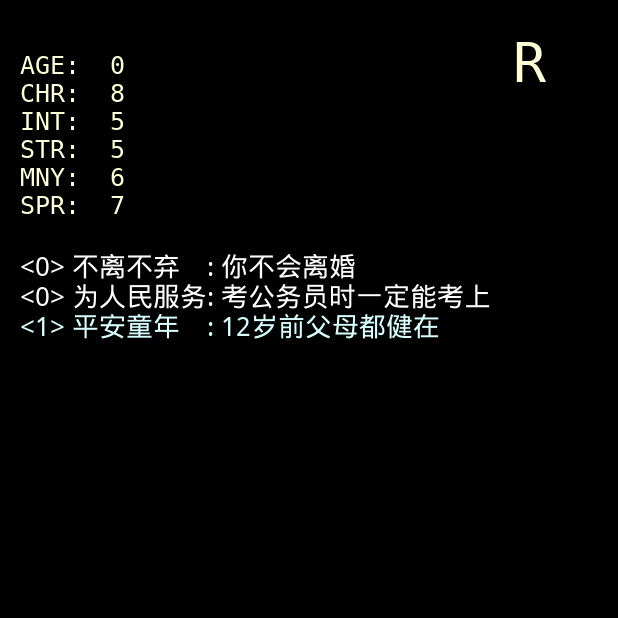 R
AGE: 0
CHR: 8
INT: 5
STR: 5
MNY: 6
SPR: 7
<0> 不离不弃 : 你不会离婚
<0> 为人民服务: 考公务员时一定能考上
<1> 平安童年 : 12岁前父母都健在